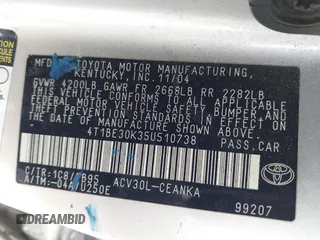 MFD. BY TOYOTA MOTOR MANUFACTURING,
KENTUCKY, INC. 11/04
GVWR 4200LB GAWR FR 2668LB RR 2282LB
THIS VEHICLE CONFORMS TO ALL APPLICABLE
FEDERAL MOTOR VEHICLE SAFETY, BUMPER, AND
THEFT PREVENTION STANDARDS IN EFFECT ON
THE DATE OF MANUFACTURE SHOWN ABOVE.
4T1BE30K35U510738 PASS.CAR
C/TR:1C8/ B95 ACV30L-CEANKA
A/TM:-04A/U250E
TOYOTA
99207
DREAMBID